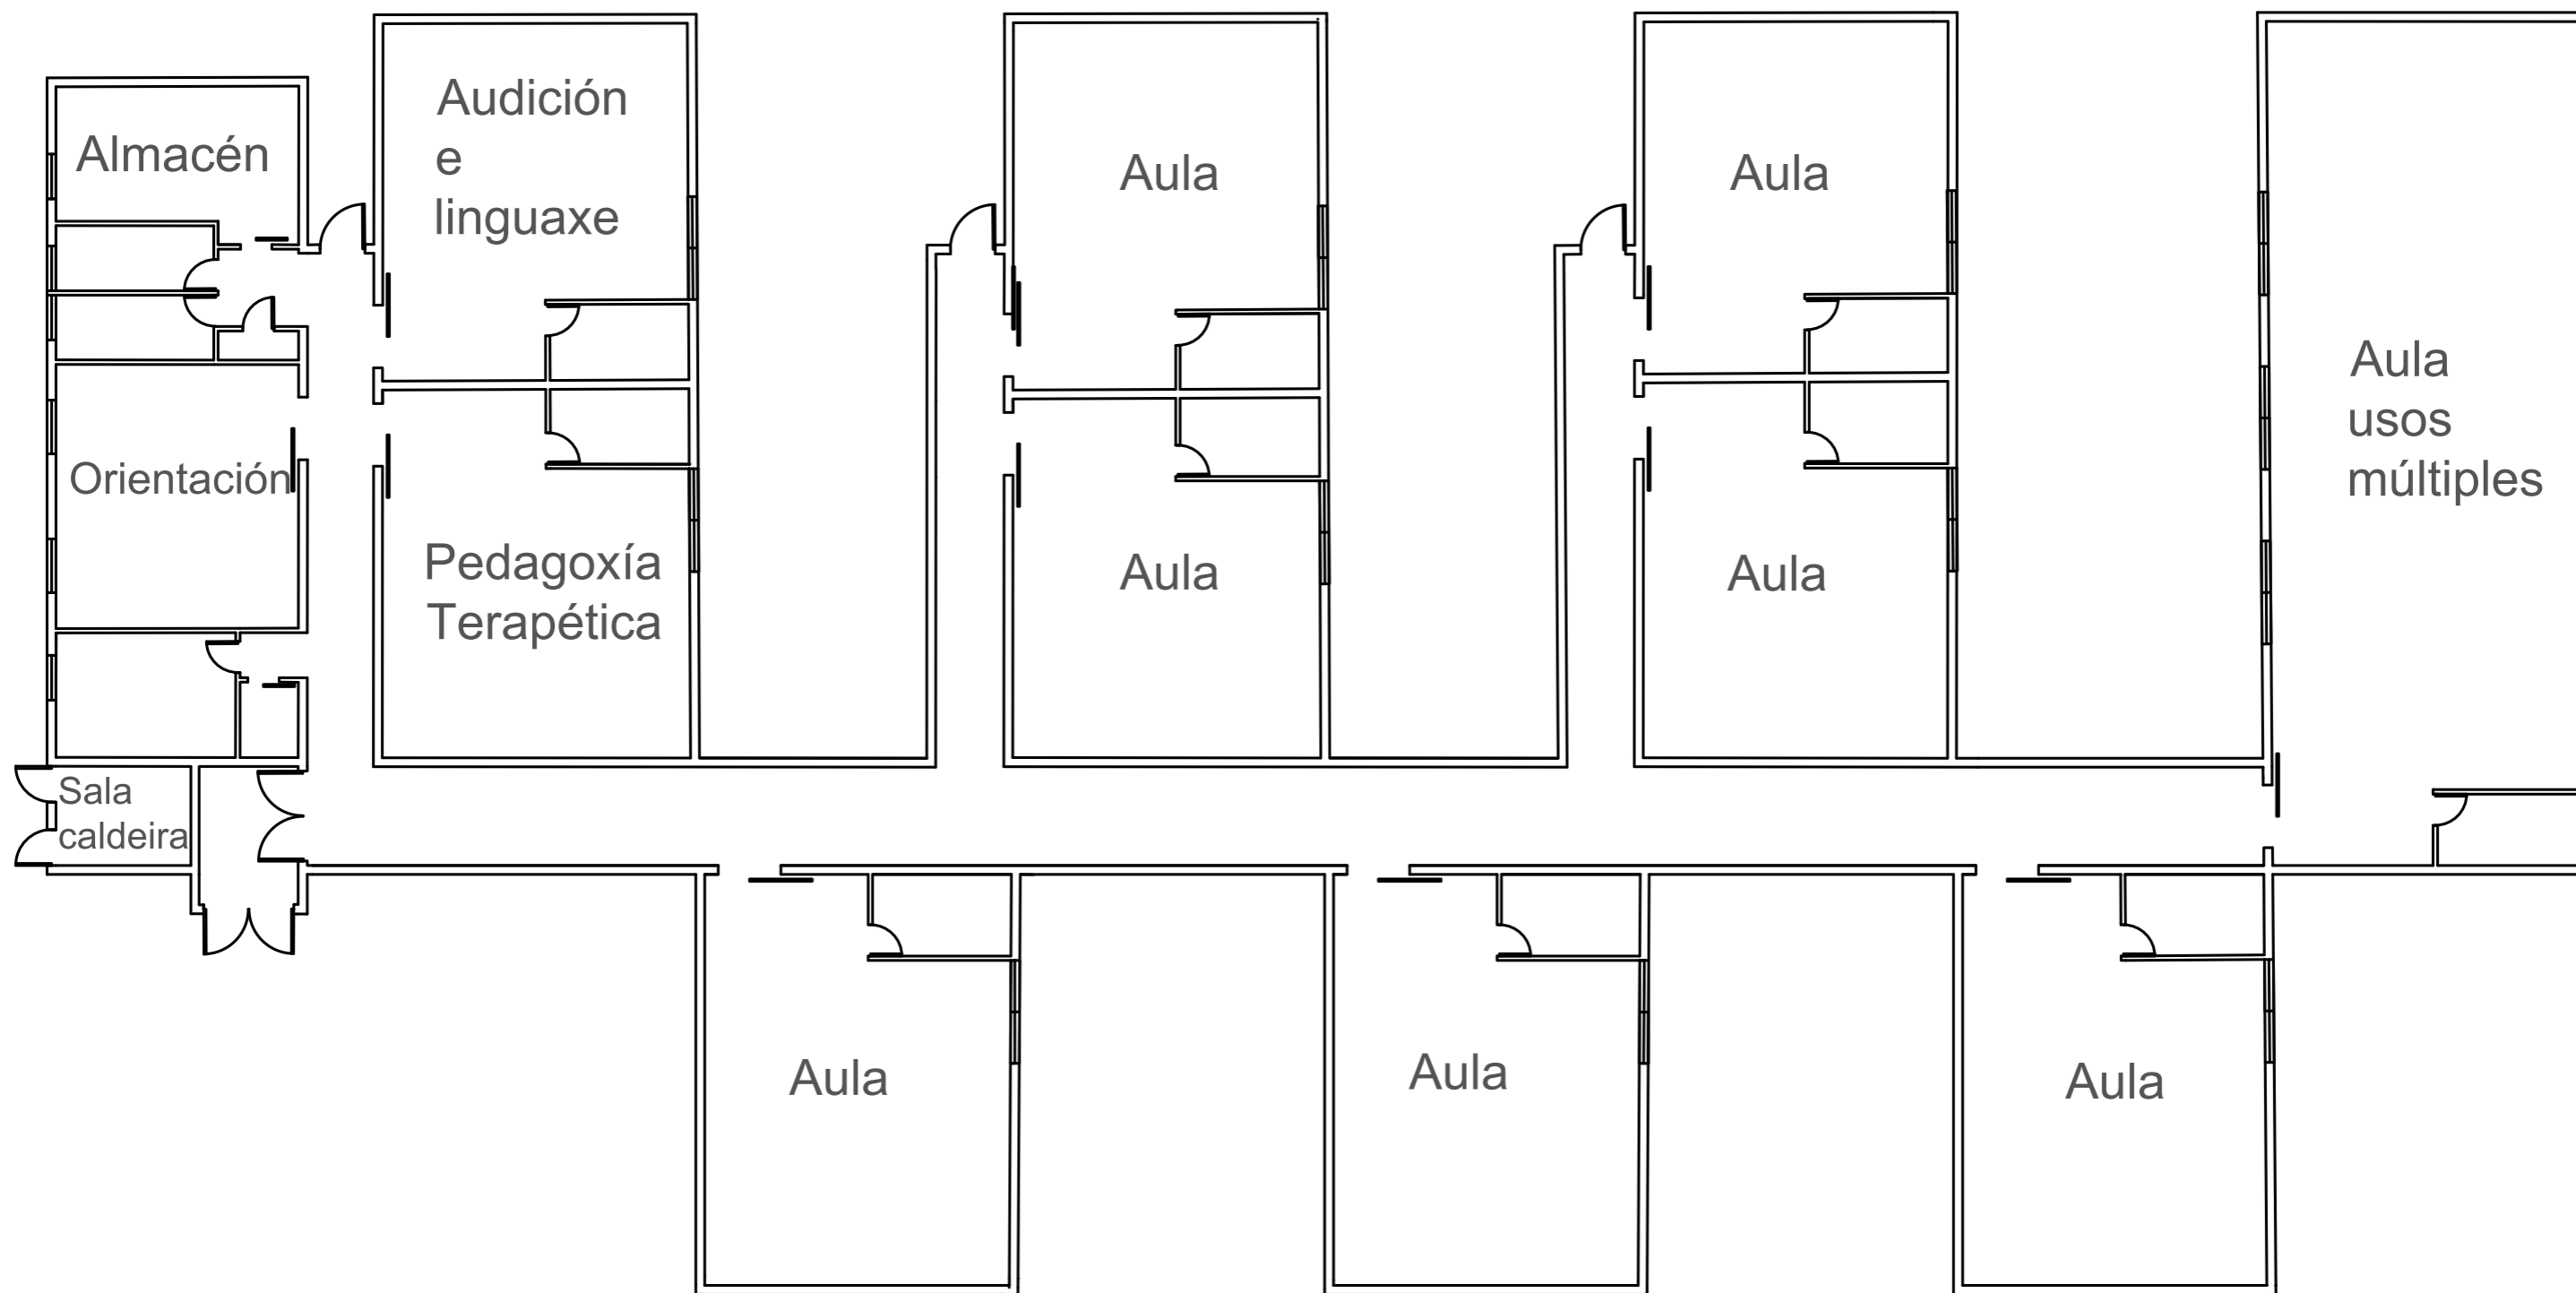 Almacén
Audición
e
linguaxe
Aula
Aula
Orientación
Pedagoxía
Terapética
Aula
Aula
Aula
usos
múltiples
Sala
caldeira
Aula
Aula
Aula